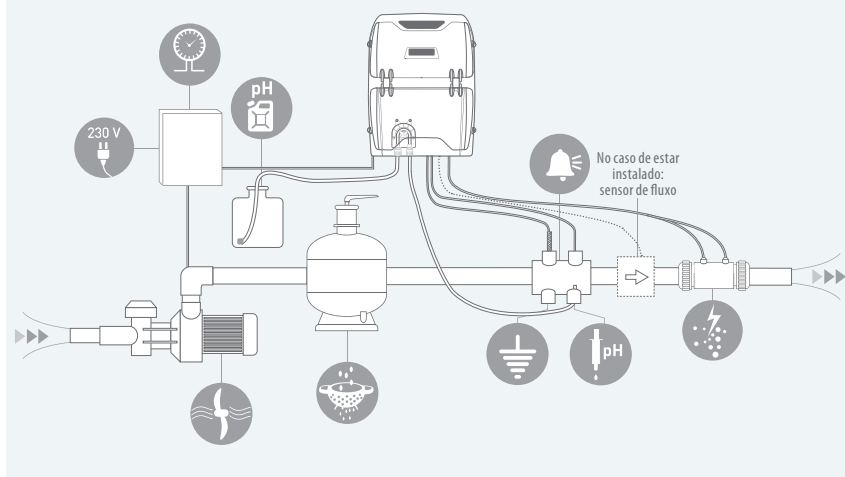 230 V
pH
No caso de estar
instalado:
sensor de fluxo
pH